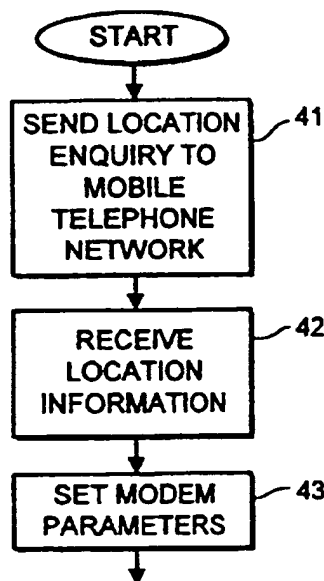 START
SEND LOCATION
ENQUIRY TO
MOBILE
TELEPHONE
NETWORK
41
RECEIVE
LOCATION
INFORMATION
42
SET MODEM
PARAMETERS
43